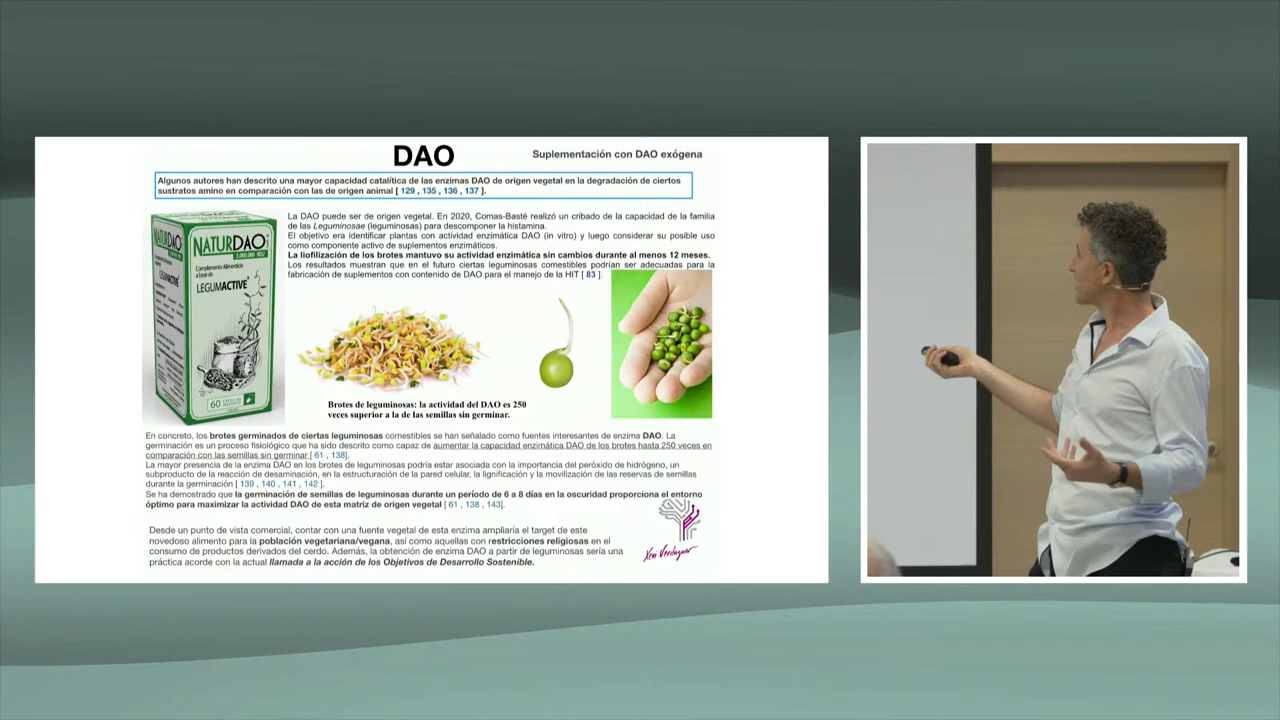 DAO
Suplementación con DAO exógena
Algunos autores han descrito una mayor capacidad catalítica de las enzimas DAO de origen vegetal en la degradación de ciertos
sustratos amino en comparación con las de origen animal [ 129 , 135 , 136 , 137 ].
La DAO puede ser de origen vegetal. En 2020, Comas-Basté realizó un cribado de la capacidad de la familia
de las Leguminosae (leguminosas) para descomponer la histamina.
El objetivo era identificar plantas con actividad enzimática DAO (in vitro) y luego considerar su posible uso
como componente activo de suplementos enzimáticos.
La liofilización de los brotes mantuvo su actividad enzimática sin cambios durante al menos 12 meses.
Los resultados muestran que en el futuro ciertas leguminosas comestibles podrían ser adecuadas para la
fabricación de suplementos con contenido de DAO para el manejo de la HIT [ 83 ].
NATURDAO
NATURDAO
Complemento Alimenticio
a base de
LEGUMACTIVE
60
Brotes de leguminosas: la actividad del DAO es 250
veces superior a la de las semillas sin germinar.
En concreto, los brotes germinados de ciertas leguminosas comestibles se han señalado como fuentes interesantes de enzima DAO. La
germinación es un proceso fisiológico que ha sido descrito como capaz de aumentar la capacidad enzimática DAO de los brotes hasta 250 veces en
comparación con las semillas sin germinar [ 61 , 138].
La mayor presencia de la enzima DAO en los brotes de leguminosas podría estar asociada con la importancia del peróxido de hidrógeno, un
subproducto de la reacción de desaminación, en la estructuración de la pared celular, la lignificación y la movilización de las reservas de semillas
durante la germinación [ 139 , 140 , 141 , 142 ].
Se ha demostrado que la germinación de semillas de leguminosas durante un período de 6 a 8 días en la oscuridad proporciona el entorno
óptimo para maximizar la actividad DAO de esta matriz de origen vegetal [ 61 , 138 , 143].
Desde un punto de vista comercial, contar con una fuente vegetal de esta enzima ampliaría el target de este
novedoso alimento para la población vegetariana/vegana, así como aquellas con restricciones religiosas en el
consumo de productos derivados del cerdo. Además, la obtención de enzima DAO a partir de leguminosas sería una
práctica acorde con la actual llamada a la acción de los Objetivos de Desarrollo Sostenible.
Xevi Verdaguer